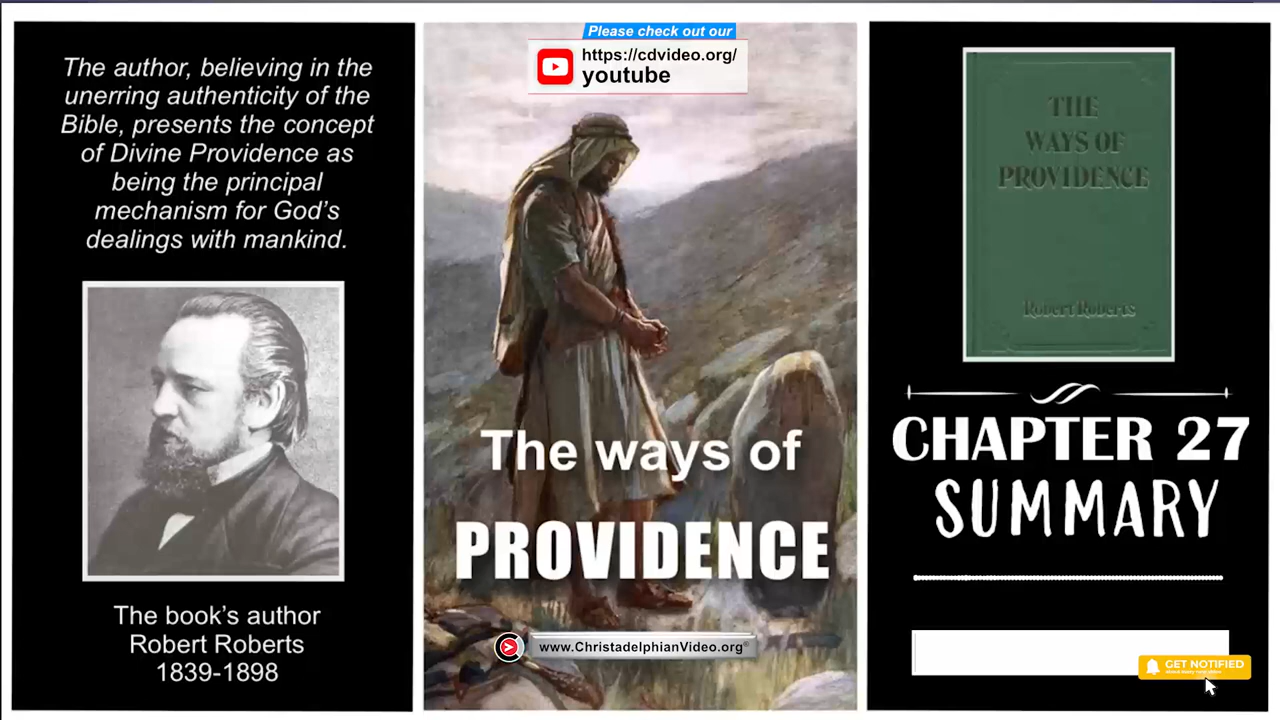 The author, believing in the
unerring authenticity of the
Bible, presents the concept
of Divine Providence as
being the principal
mechanism for God's
dealings with mankind.
The book's author
Robert Roberts
1839-1898
Please check out our
https://cdvideo.org/
youtube
The ways of
PROVIDENCE
www.ChristadelphianVideo.org®
THE
WAYS OF
PROVIDENCE
Robert Roberts
CHAPTER 27
SUMMARY
GET NOTIFIED